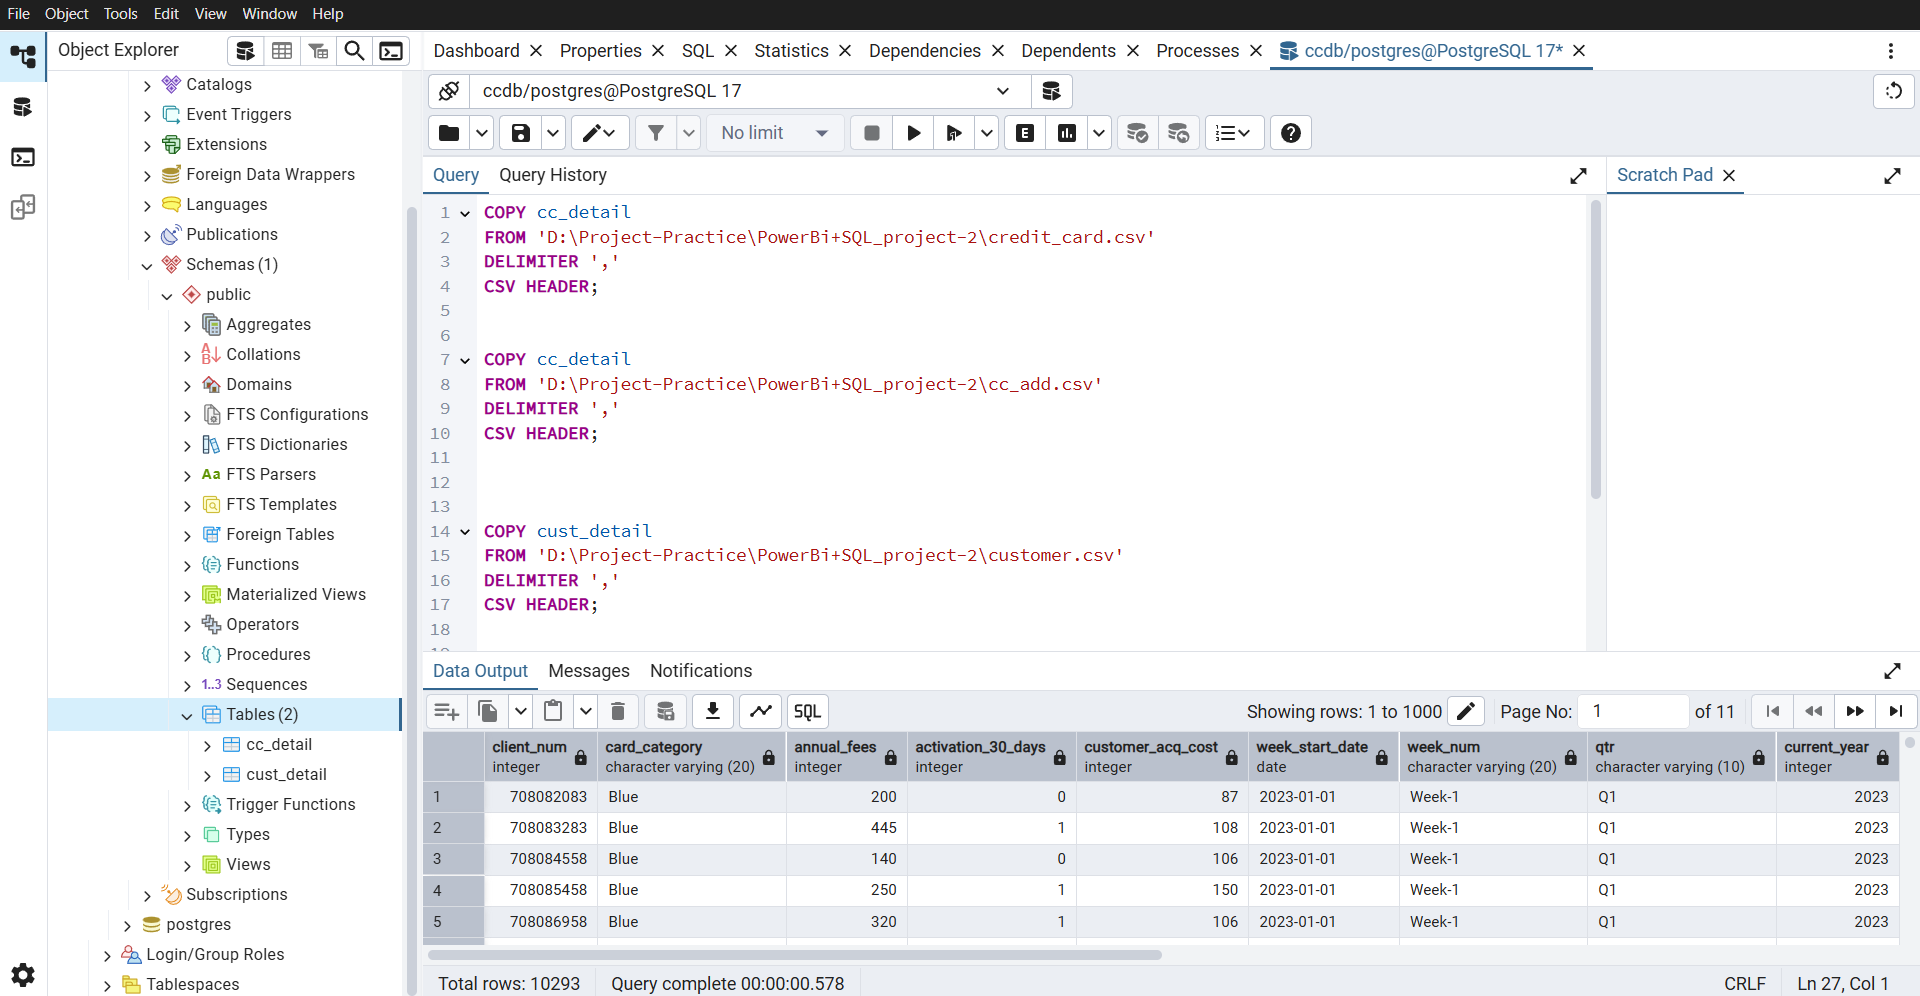 File Object Tools Edit View Window Help
Object Explorer
Dashboard Properties SQL Statistics Dependencies Dependents Processes ccdb/postgres@PostgreSQL 17*
ccdb/postgres@PostgreSQL 17
No limit
E
Catalogs
Event Triggers
Extensions
Foreign Data Wrappers
Languages
Publications
Schemas (1)
public
Aggregates
Collations
Domains
FTS Configurations
FTS Dictionaries
Aa FTS Parsers
FTS Templates
Foreign Tables
Functions
Materialized Views
Operators
Procedures
1..3 Sequences
Tables (2)
cc_detail
cust_detail
Trigger Functions
Types
Views
Subscriptions
postgres
Login/Group Roles
Tablespaces
Query Query History
Scratch Pad
1 COPY cc_detail
2 FROM 'D:\Project-Practice\PowerBi+SQL_project-2\credit_card.csv'
3 DELIMITER ','
4 CSV HEADER;
5
6
7 COPY cc_detail
8 FROM 'D:\Project-Practice\PowerBi+SQL_project-2\cc_add.csv'
9 DELIMITER ','
10 CSV HEADER;
11
12
13
14 COPY cust_detail
15 FROM 'D:\Project-Practice\PowerBi+SQL_project-2\customer.csv'
16 DELIMITER ','
17 CSV HEADER;
18
Data Output Messages Notifications
SQL Showing rows: 1 to 1000 Page No: 1 of 11
client_num card_category annual_fees activation_30_days customer_acq_cost week_start_date week_num qtr current_year
integer character varying (20) integer integer integer date character varying (20) character varying (10) integer
1 708082083 Blue 200 0 87 2023-01-01 Week-1 Q1 2023
2 708083283 Blue 445 1 108 2023-01-01 Week-1 Q1 2023
3 708084558 Blue 140 0 106 2023-01-01 Week-1 Q1 2023
4 708085458 Blue 250 1 150 2023-01-01 Week-1 Q1 2023
5 708086958 Blue 320 1 106 2023-01-01 Week-1 Q1 2023
Total rows: 10293 Query complete 00:00:00.578 CRLF Ln 27, Col 1